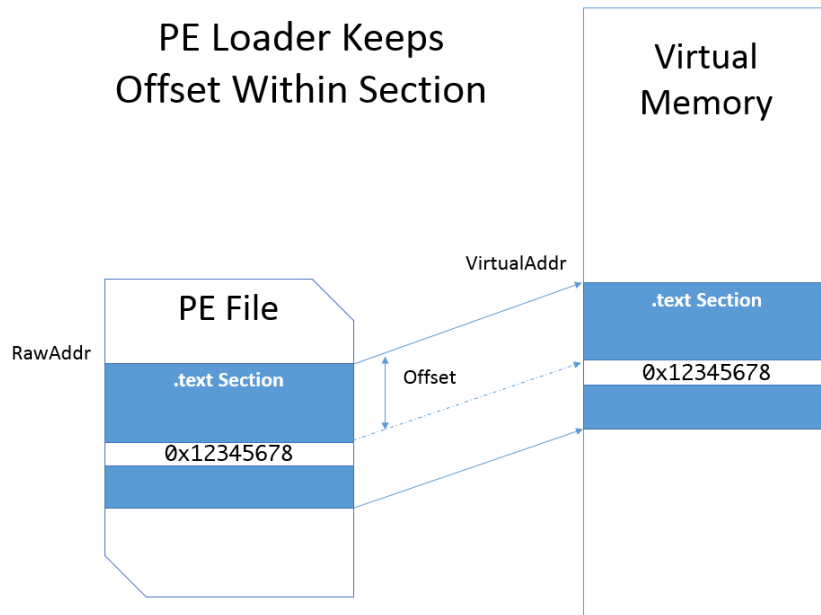 PE Loader Keeps
Offset Within Section
Virtual
Memory
VirtualAddr
.text Section
0x12345678
PE File
RawAddr
.text Section
Offset
0x12345678